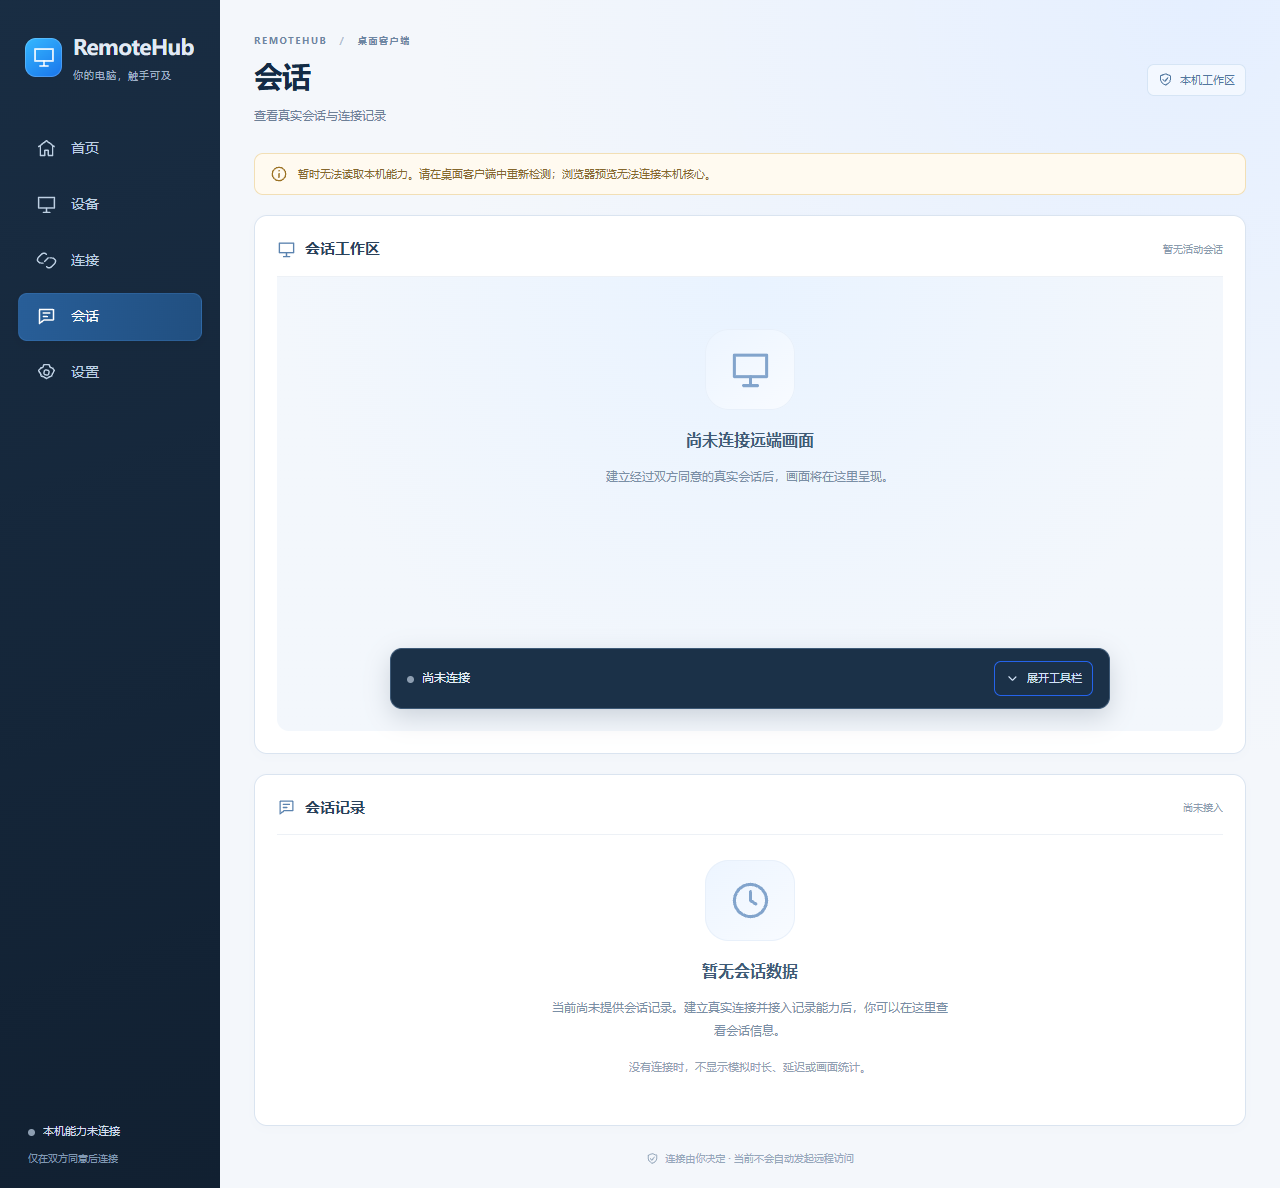 RemoteHub
你的电脑，触手可及
首页
设备
连接
会话
设置
本机能力未连接
仅在双方同意后连接
REMOTEHUB / 桌面客户端
会话
查看真实会话与连接记录
本机工作区
暂时无法读取本机能力。请在桌面客户端中重新检测；浏览器预览无法连接本机核心。
会话工作区
暂无活动会话
尚未连接远端画面
建立经过双方同意的真实会话后，画面将在这里呈现。
尚未连接
展开工具栏
会话记录
尚未接入
暂无会话数据
当前尚未提供会话记录。建立真实连接并接入记录能力后，你可以在这里查
看会话信息。
没有连接时，不显示模拟时长、延迟或画面统计。
连接由你决定 · 当前不会自动发起远程访问